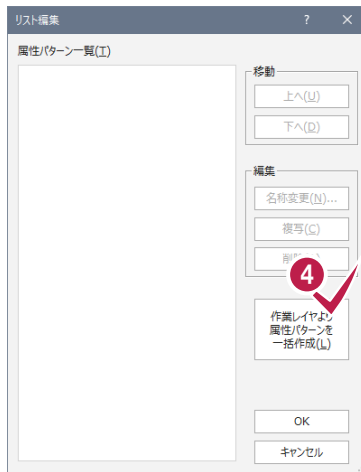 リスト編集 ? ×
属性パターン一覧(T)
移動
上へ(U)
下へ(D)
編集
名称変更(N)...
複写(C)
4
作業レイヤより
属性パターンを
一括作成(L)
OK
キャンセル